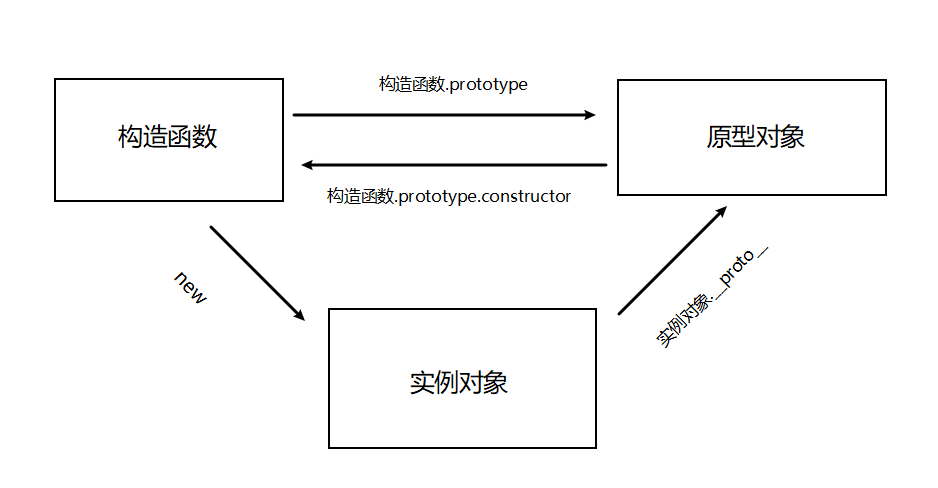 构造函数.prototype
构造函数
原型对象
构造函数.prototype.constructor
new
实例对象.__proto__
实例对象